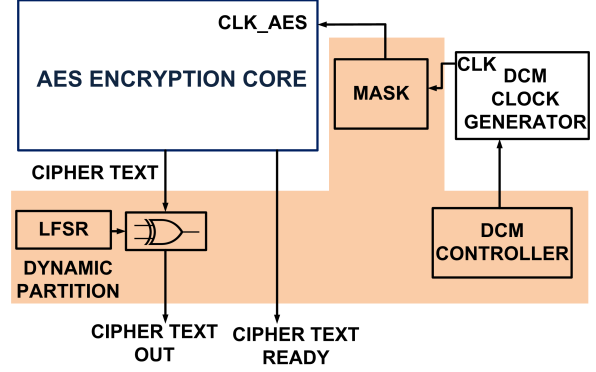 CLK_AES
AES ENCRYPTION CORE
MASK
CLK
DCM
CLOCK
GENERATOR
CIPHER TEXT
LFSR
DYNAMIC
PARTITION
DCM
CONTROLLER
CIPHER TEXT
OUT
CIPHER TEXT
READY